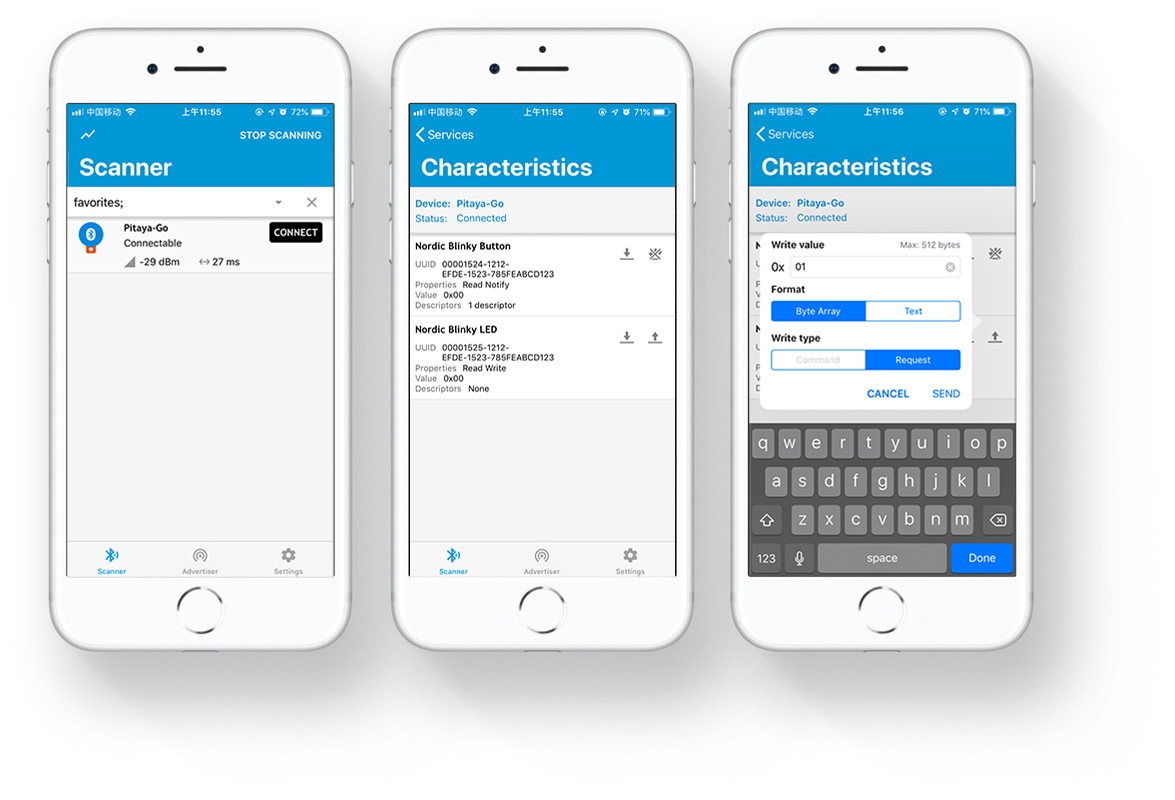 中国移动 上午11:55 72%
STOP SCANNING
Scanner
favorites;
Pitaya-Go
Connectable
CONNECT
-29 dBm 27 ms
Scanner Advertiser Settings
中国移动 上午11:55 71%
Services
Characteristics
Device: Pitaya-Go
Status: Connected
Nordic Blinky Button
UUID 00001524-1212-
EFDE-1523-785FEABCD123
Properties Read Notify
Value 0x00
Descriptors 1 descriptor
Nordic Blinky LED
UUID 00001525-1212-
EFDE-1523-785FEABCD123
Properties Read Write
Value 0x00
Descriptors None
Scanner Advertiser Settings
中国移动 上午11:56 71%
Services
Characteristics
Device: Pitaya-Go
Status: Connected
Write value Max: 512 bytes
0x 01
Format
Byte Array Text
Write type
Command Request
CANCEL SEND
q w e r t y u i o p
a s d f g h j k l
z x c v b n m
123 space Done